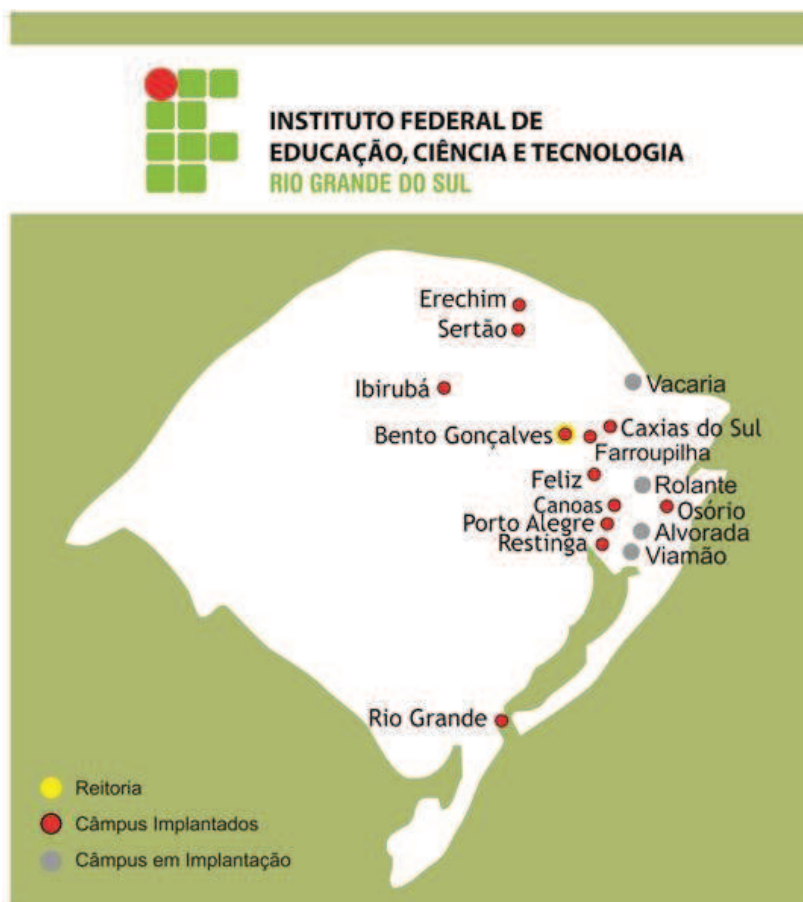 INSTITUTO FEDERAL DE
EDUCAÇÃO, CIÊNCIA E TECNOLOGIA
RIO GRANDE DO SUL
Erechim
Sertão
Ibirubá
Vacaria
Bento Gonçalves
Caxias do Sul
Farroupilha
Feliz
Rolante
Canoas
Osório
Porto Alegre
Alvorada
Restinga
Viamão
Rio Grande
Reitoria
Câmpus Implantados
Câmpus em Implantação